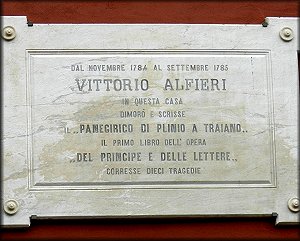 DAL NOVEMBRE 1784 AL SETTEMBRE 1785
VITTORIO ALFIERI
IN QUESTA CASA
DIMORÒ E SCRISSE
IL „PANEGIRICO DI PLINIO A TRAIANO„
IL PRIMO LIBRO DELL' OPERA
„DEL PRINCIPE E DELLE LETTERE„
CORRESSE DIECI TRAGEDIE